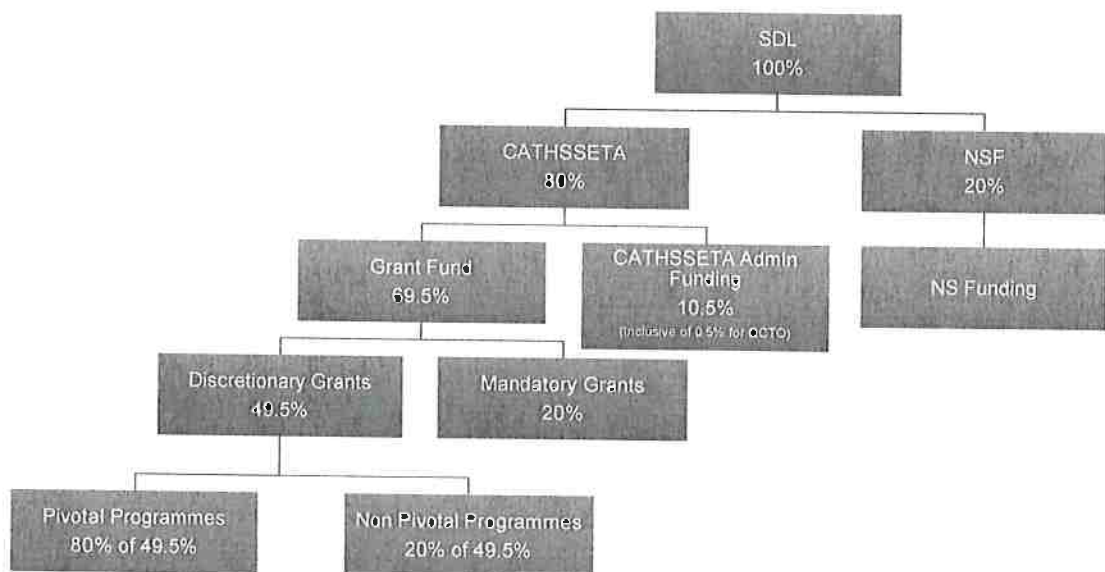 SDL
100%
CATHSSETA
80%
NSF
20%
Grant Fund
69.5%
CATHSSETA Admin
Funding
10.5%
(Inclusive of 0.5% for QCTO)
NS Funding
Discretionary Grants
49.5%
Mandatory Grants
20%
Pivotal Programmes
80% of 49.5%
Non Pivotal Programmes
20% of 49.5%